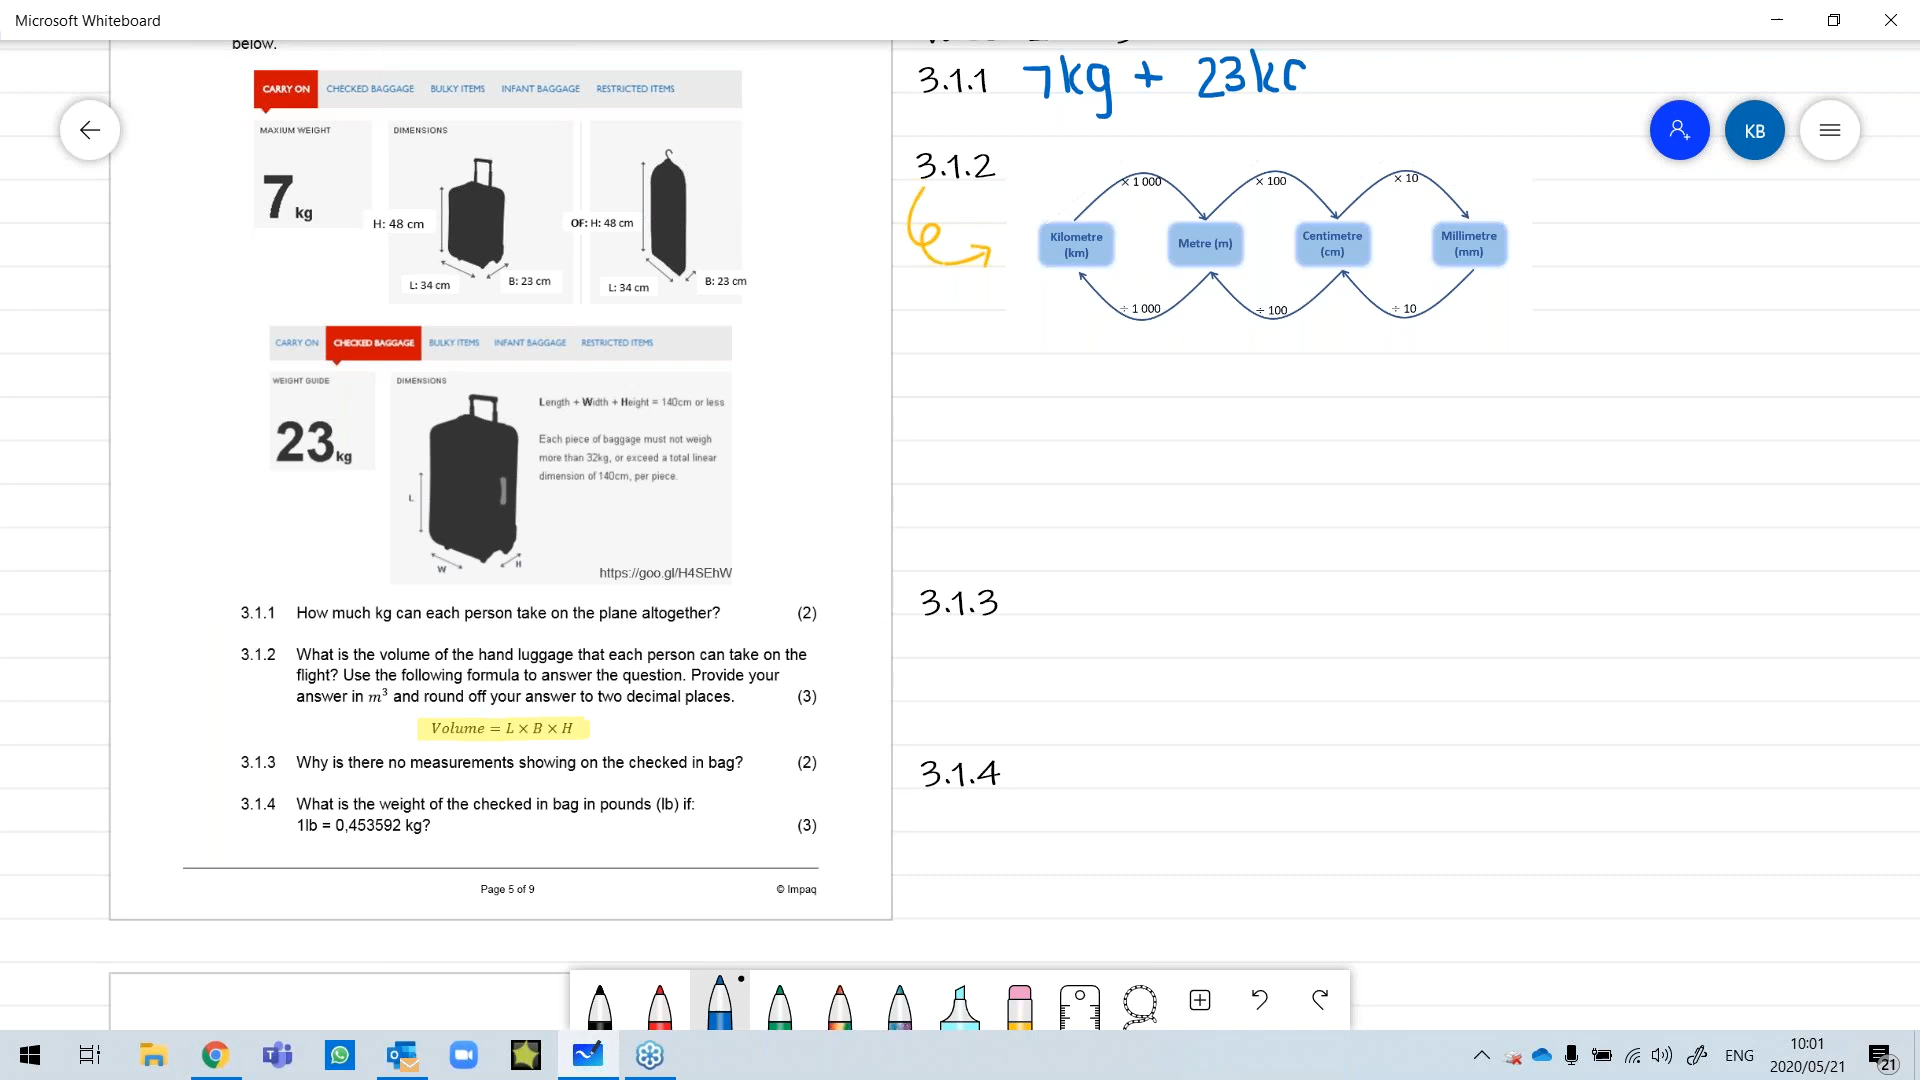 Microsoft Whiteboard
below.
CARRY ON CHECKED BAGGAGE BULKY ITEMS INFANT BAGGAGE RESTRICTED ITEMS
MAXIUM WEIGHT
7 kg
DIMENSIONS
H: 48 cm
L: 34 cm
B: 23 cm
OF: H: 48 cm
L: 34 cm
B: 23 cm
CARRY ON CHECKED BAGGAGE BULKY ITEMS INFANT BAGGAGE RESTRICTED ITEMS
WEIGHT GUIDE
23 kg
DIMENSIONS
L
W
H
Length + Width + Height = 140cm or less
Each piece of baggage must not weigh
more than 32kg, or exceed a total linear
dimension of 140cm, per piece.
https://goo.gl/H4SEhW
3.1.1 How much kg can each person take on the plane altogether? (2)
3.1.2 What is the volume of the hand luggage that each person can take on the
flight? Use the following formula to answer the question. Provide your
answer in m³ and round off your answer to two decimal places. (3)
Volume = L × B × H
3.1.3 Why is there no measurements showing on the checked in bag? (2)
3.1.4 What is the weight of the checked in bag in pounds (lb) if:
1lb = 0,453592 kg? (3)
Page 5 of 9 © Impaq
3.1.1 7kg + 23kc
3.1.2
× 1 000 × 100 × 10
Kilometre (km)
Metre (m)
Centimetre (cm)
Millimetre (mm)
÷ 1 000 ÷ 100 ÷ 10
3.1.3
3.1.4
KB
ENG
10:01
2020/05/21
21